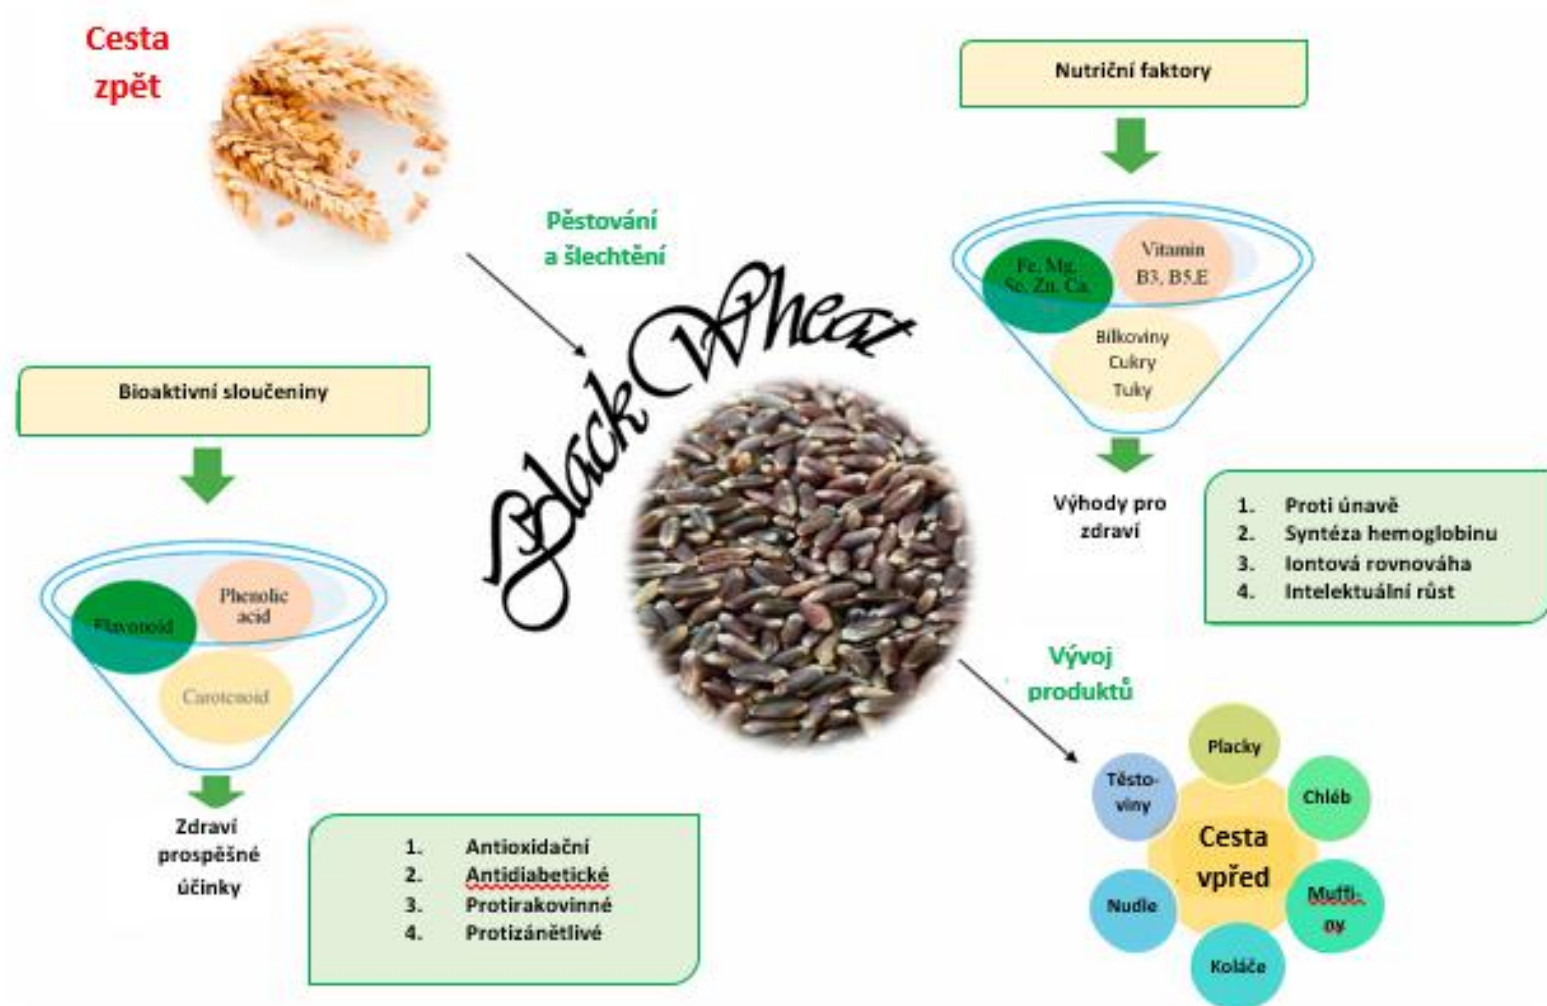 Cesta
zpět
Pěstování
a šlechtění
Black Wheat
Nutriční faktory
Fe, Mg,
Se, Zn, Ca,
Vitamin
B3, B5,E
Bílkoviny
Cukry
Tuky
Výhody pro
zdraví
1. Proti únavě
2. Syntéza hemoglobinu
3. Iontová rovnováha
4. Intelektuální růst
Bioaktivní sloučeniny
Flavonoid
Phenolic
acid
Carotenoid
Zdraví
prospěšné
účinky
1. Antioxidační
2. Antidiabetické
3. Protirakovinné
4. Protizánětlivé
Vývoj
produktů
Placky
Těsto-
viny
Chléb
Cesta
vpřed
Nudle
Muffi-
ny
Koláče